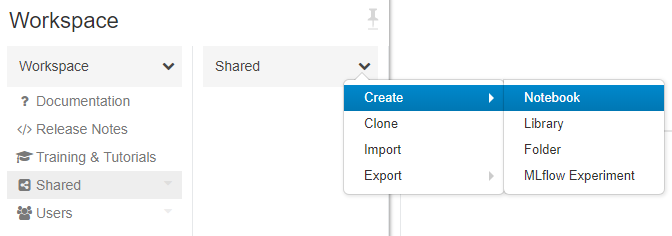 Workspace
Workspace
Shared
Documentation
Release Notes
Training & Tutorials
Shared
Users
Create
Clone
Import
Export
Notebook
Library
Folder
MLflow Experiment